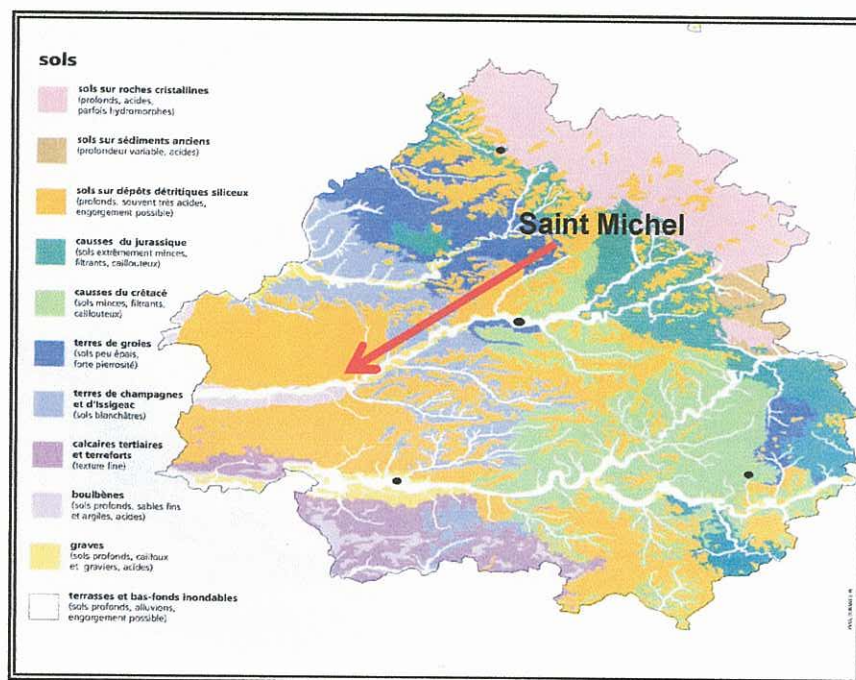 sols
sols sur roches cristallines
(profonds, acides,
parfois hydromorphes)
sols sur sédiments anciens
(profondeur variable, acides)
sols sur dépôts détritiques siliceux
(profonds, souvent très acides,
engorgement possible)
causses du jurassique
(sols extrêmement minces,
filtrants, caillouteux)
causses du crétacé
(sols minces, filtrants,
caillouteux)
terres de groies
(sols peu épais,
forte pierrosité)
terres de champagnes
et d'Issigeac
(sols blanchâtres)
calcaires tertiaires
et terreforts
(texture fine)
boulbènes
(sols profonds, sables fins
et argiles, acides)
graves
(sols profonds, cailloux
et graviers, acides)
terrasses et bas-fonds inondables
(sols profonds, alluvions,
engorgement possible)
Saint Michel